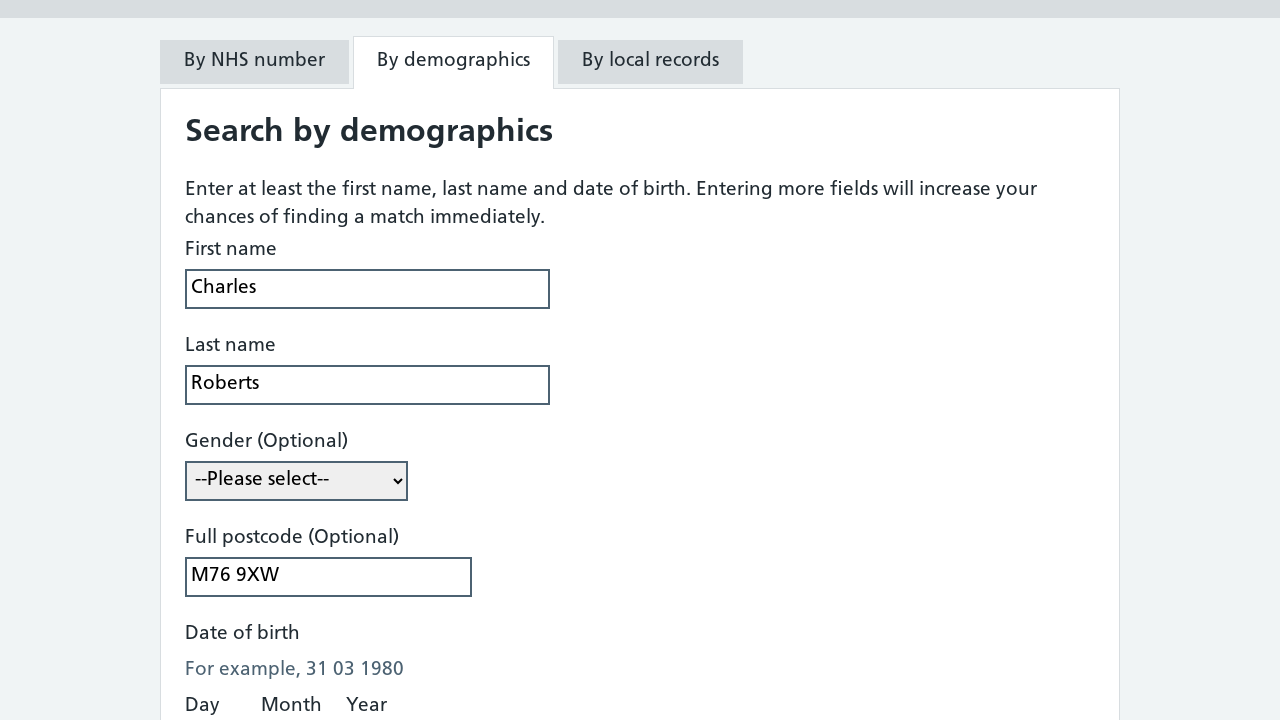 By NHS number By demographics By local records
Search by demographics
Enter at least the first name, last name and date of birth. Entering more fields will increase your
chances of finding a match immediately.
First name
Charles
Last name
Roberts
Gender (Optional)
--Please select--
Full postcode (Optional)
M76 9XW
Date of birth
For example, 31 03 1980
Day Month Year